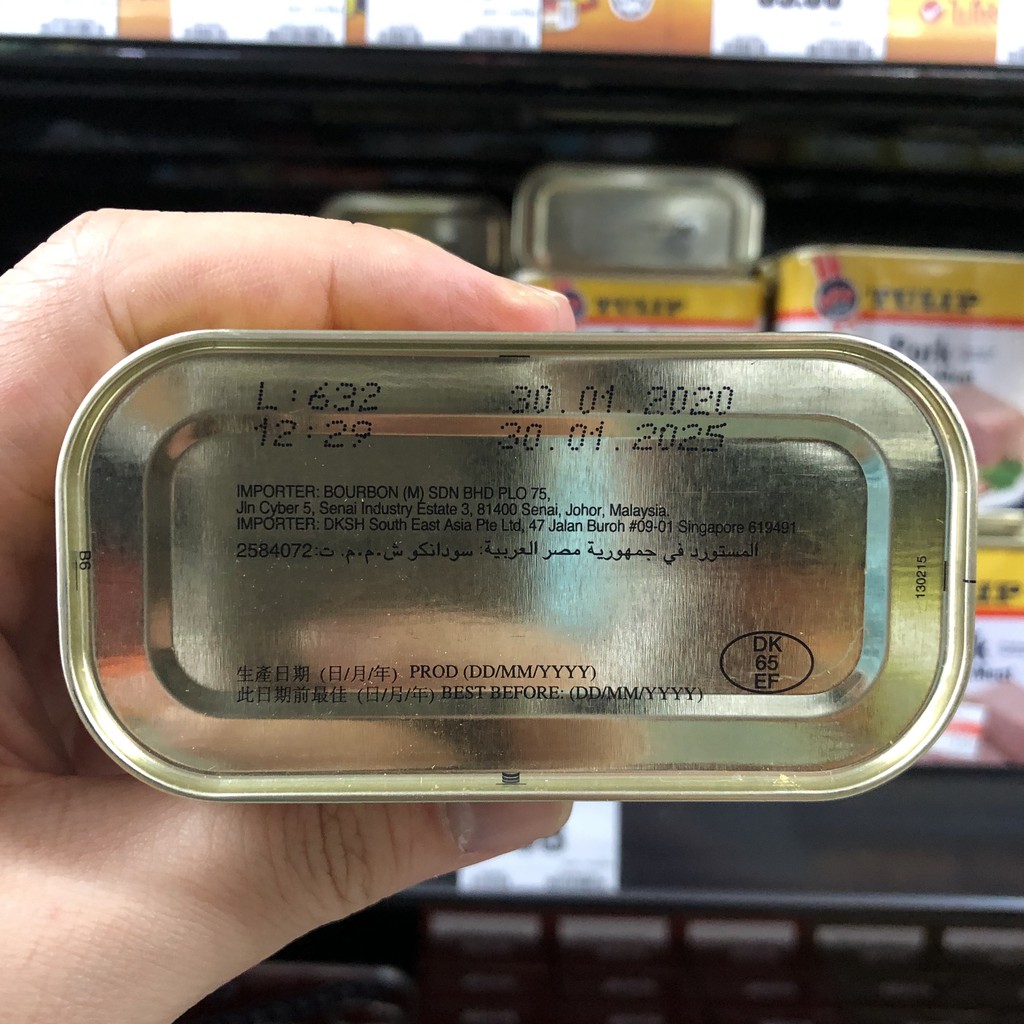 TULIP
TULIP
Pork
L:632 30.01.2020
12:29 30.01.2025
IMPORTER: BOURBON (M) SDN BHD PLO 75,
Jln Cyber 5, Senai Industry Estate 3, 81400 Senai, Johor, Malaysia.
IMPORTER: DKSH South East Asia Pte Ltd, 47 Jalan Buroh #09-01 Singapore 619491
المستورد في جمهورية مصر العربية: سودانكو ش.م.م. ت:2584072
B6
130215
DK
65
EF
生產日期 (日/月/年) PROD (DD/MM/YYYY)
此日期前最佳 (日/月/年) BEST BEFORE: (DD/MM/YYYY)